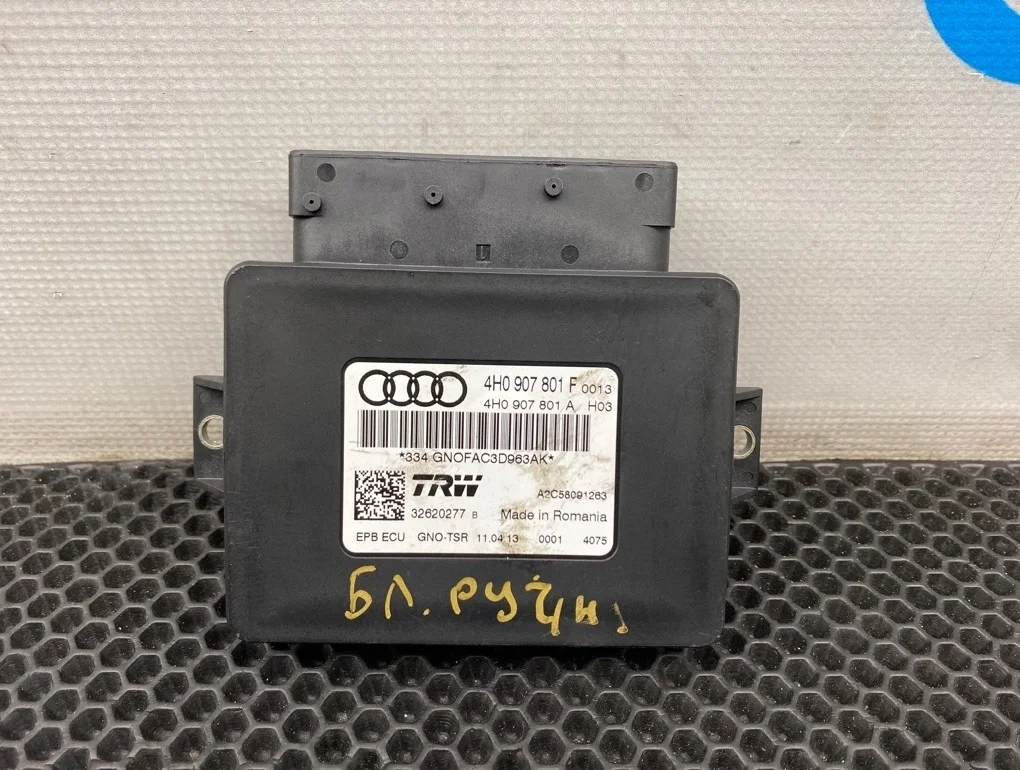 4H0 907 801 F 0013
4H0 907 801 A H03
*334 GNOFAC3D963AK*
TRW
A2C58091263
32620277 B Made in Romania
EPB ECU GNO-TSR 11.04.13 0001 4075
БЛ. ручн